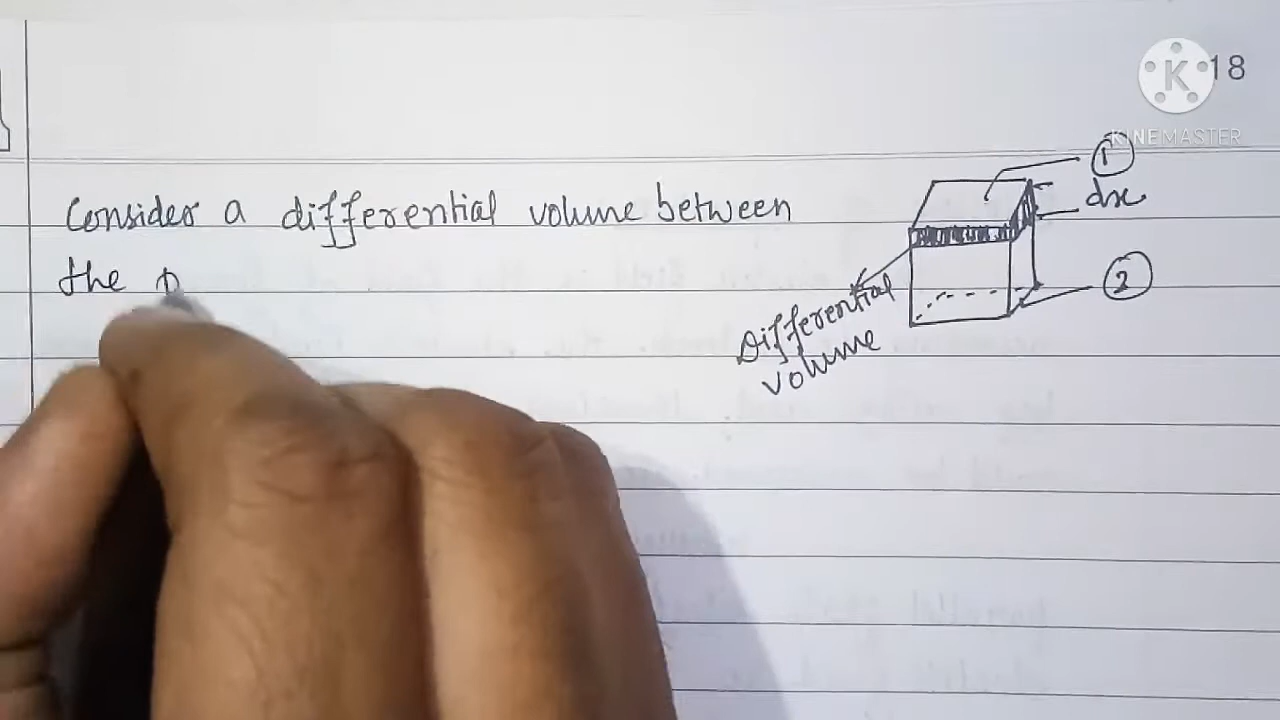 18
K
KINEMASTER
Consider a differential volume between
the
1
dx
2
Differential
volume